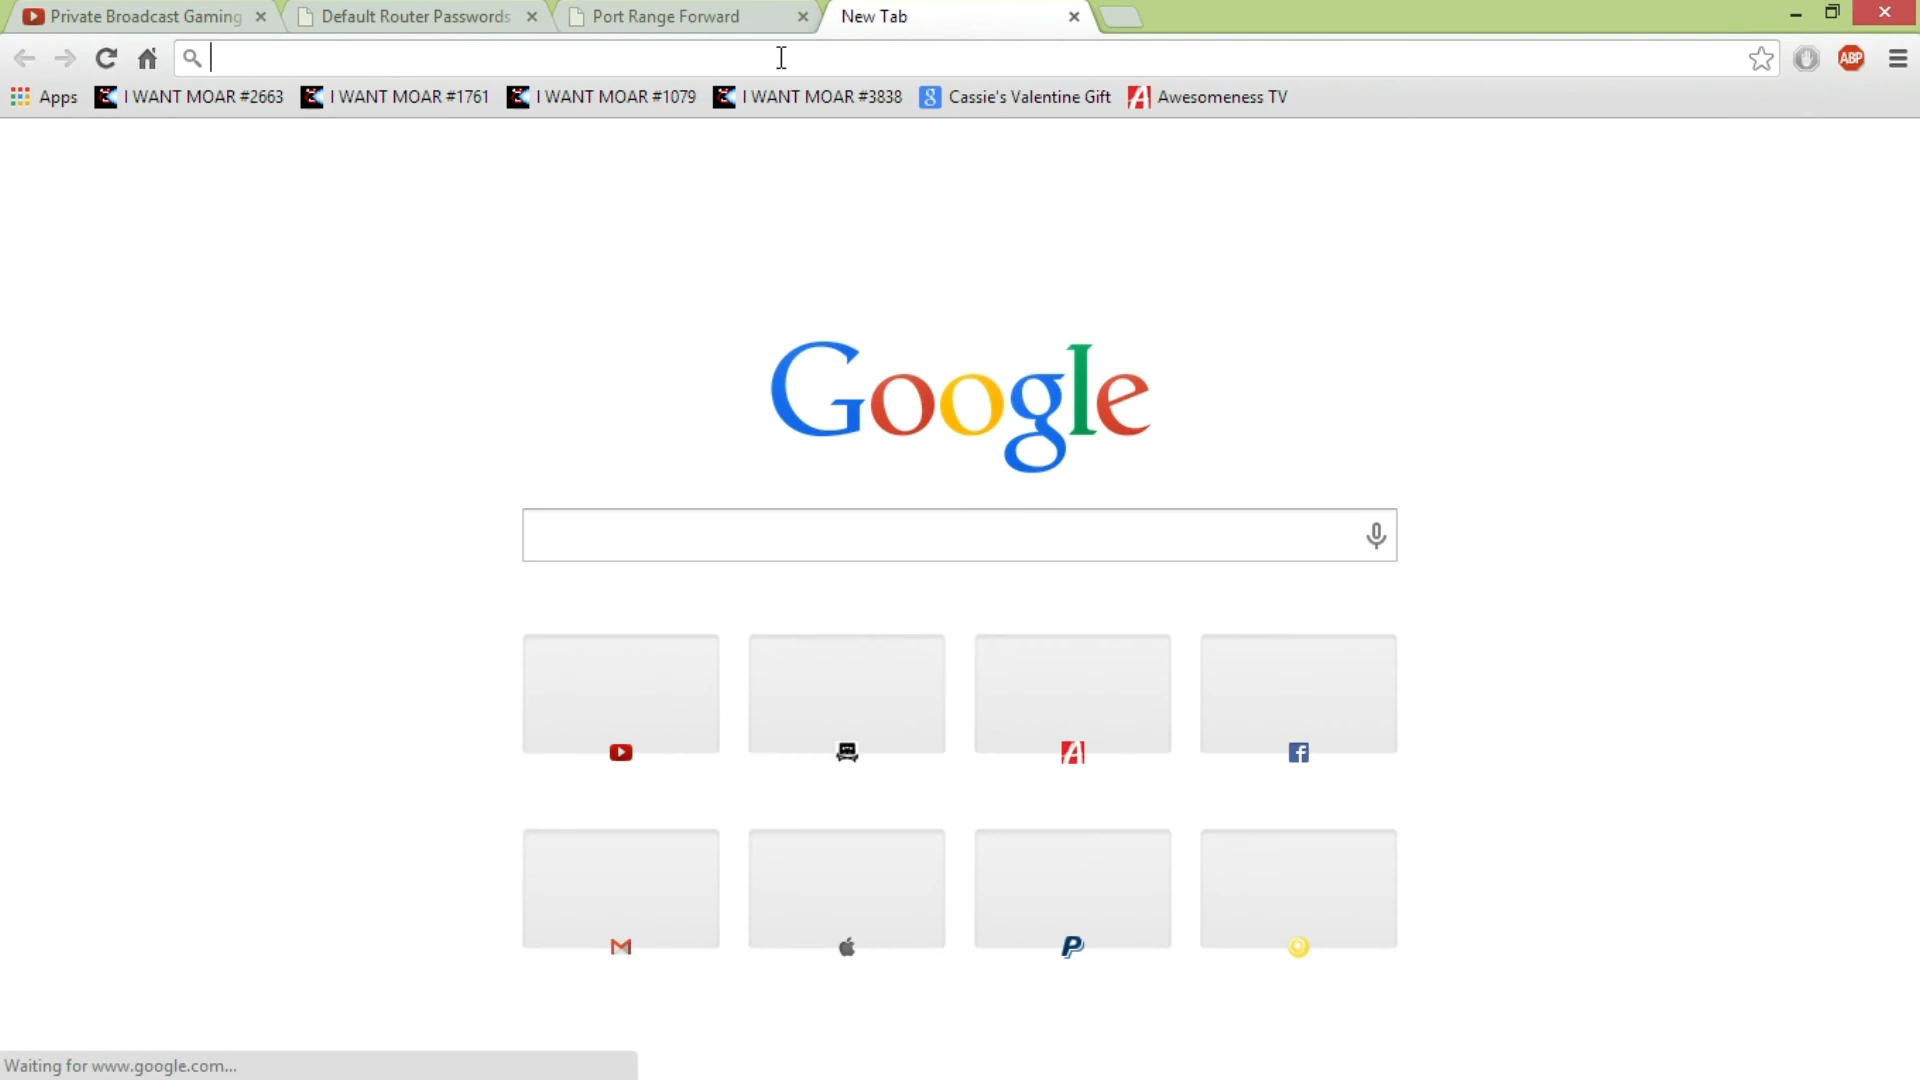 Private Broadcast Gaming
Default Router Passwords
Port Range Forward
New Tab
ABP
Apps
I WANT MOAR #2663
I WANT MOAR #1761
I WANT MOAR #1079
I WANT MOAR #3838
Cassie's Valentine Gift
Awesomeness TV
Google
Waiting for www.google.com...